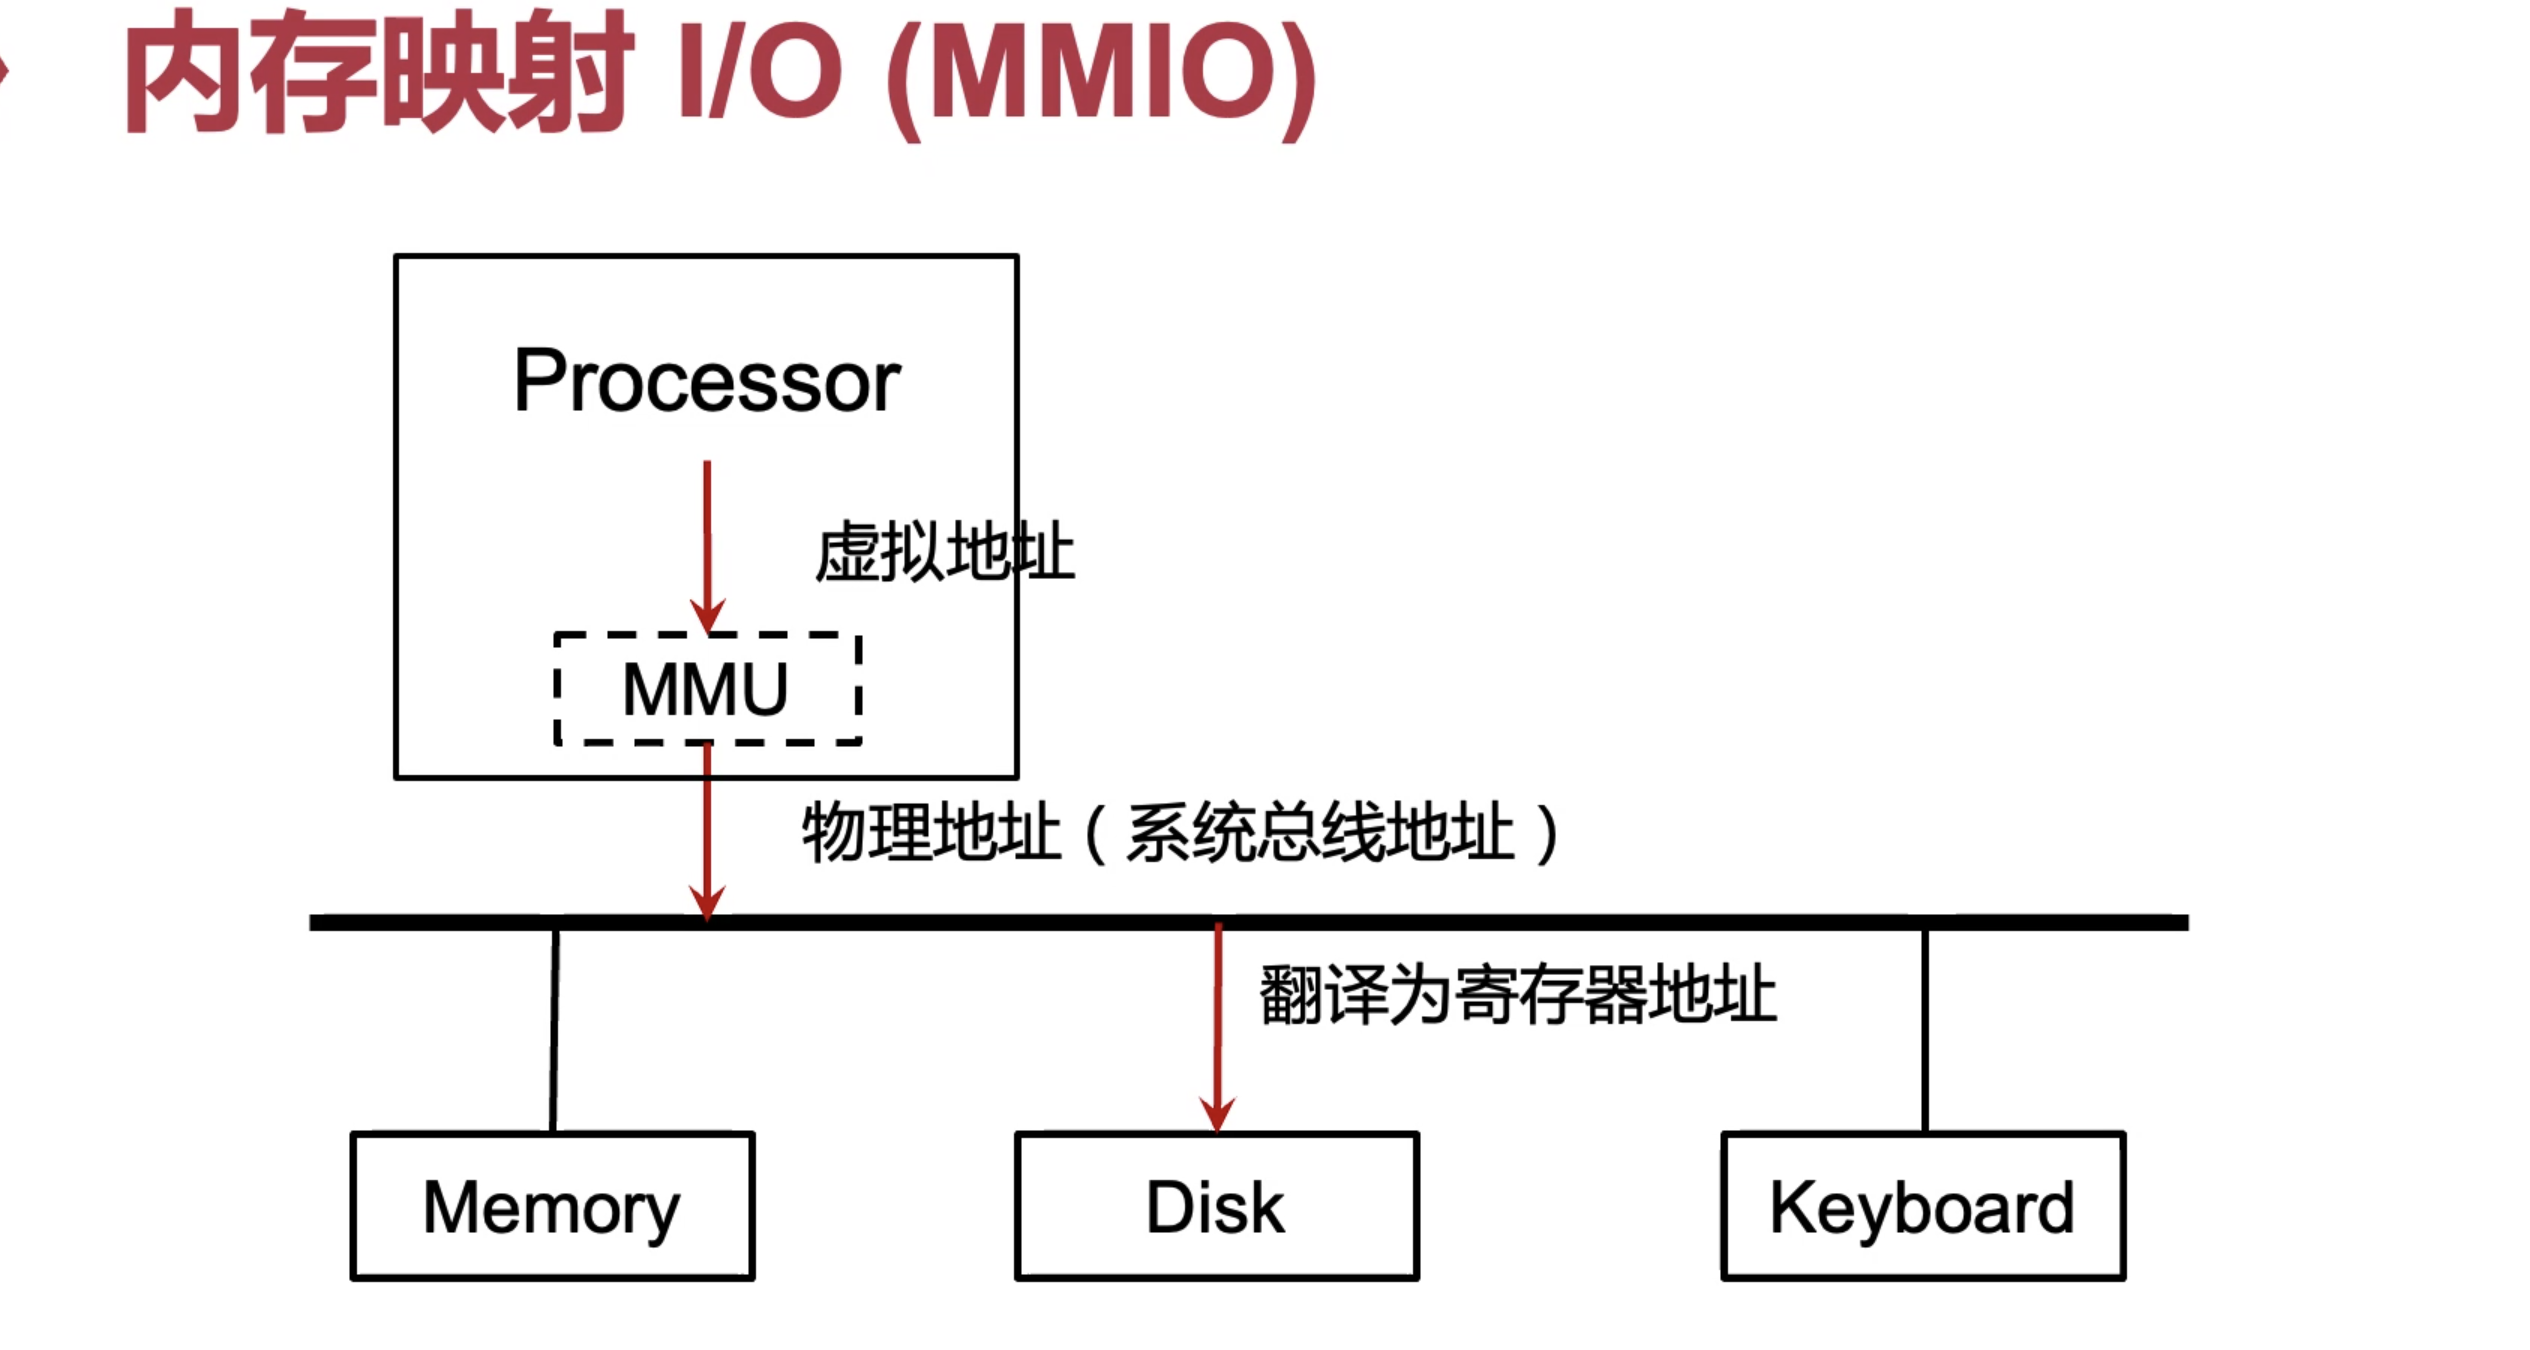 内存映射 I/O (MMIO)
Processor
虚拟地址
MMU
物理地址（系统总线地址）
翻译为寄存器地址
Memory
Disk
Keyboard